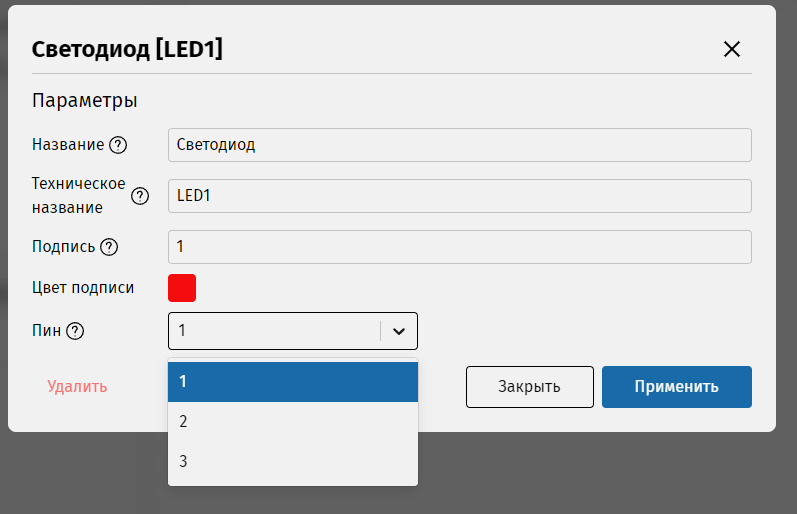 Светодиод [LED1]
Параметры
Название ?
Светодиод
Техническое
название ?
LED1
Подпись ?
1
Цвет подписи
Пин ?
1
1
2
3
Удалить
Закрыть
Применить